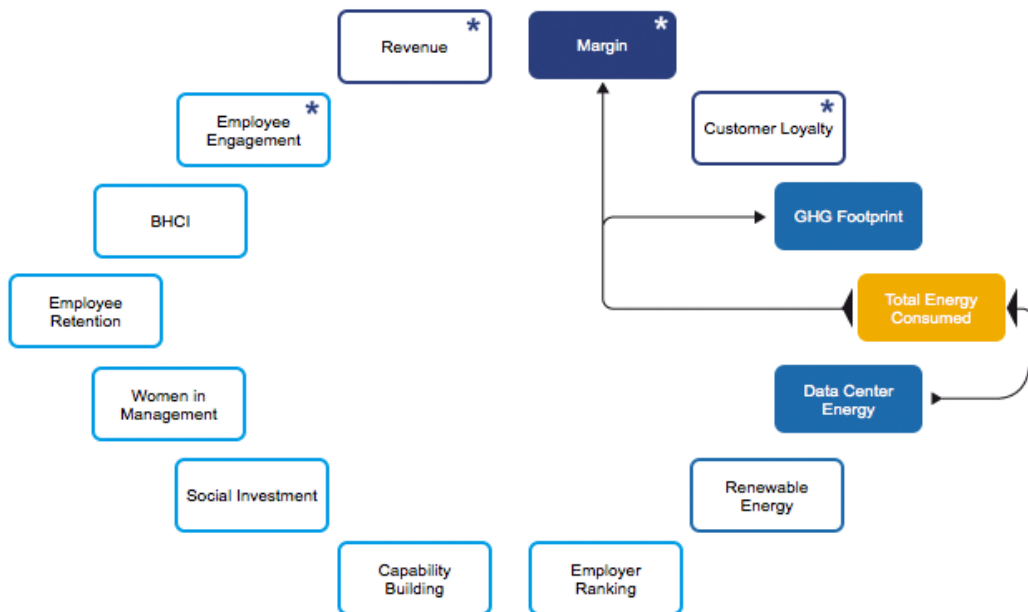 Revenue *
Margin *
Employee *
Engagement
Customer Loyalty *
BHCI
GHG Footprint
Employee
Retention
Total Energy
Consumed
Women in
Management
Data Center
Energy
Social Investment
Renewable
Energy
Capability
Building
Employer
Ranking